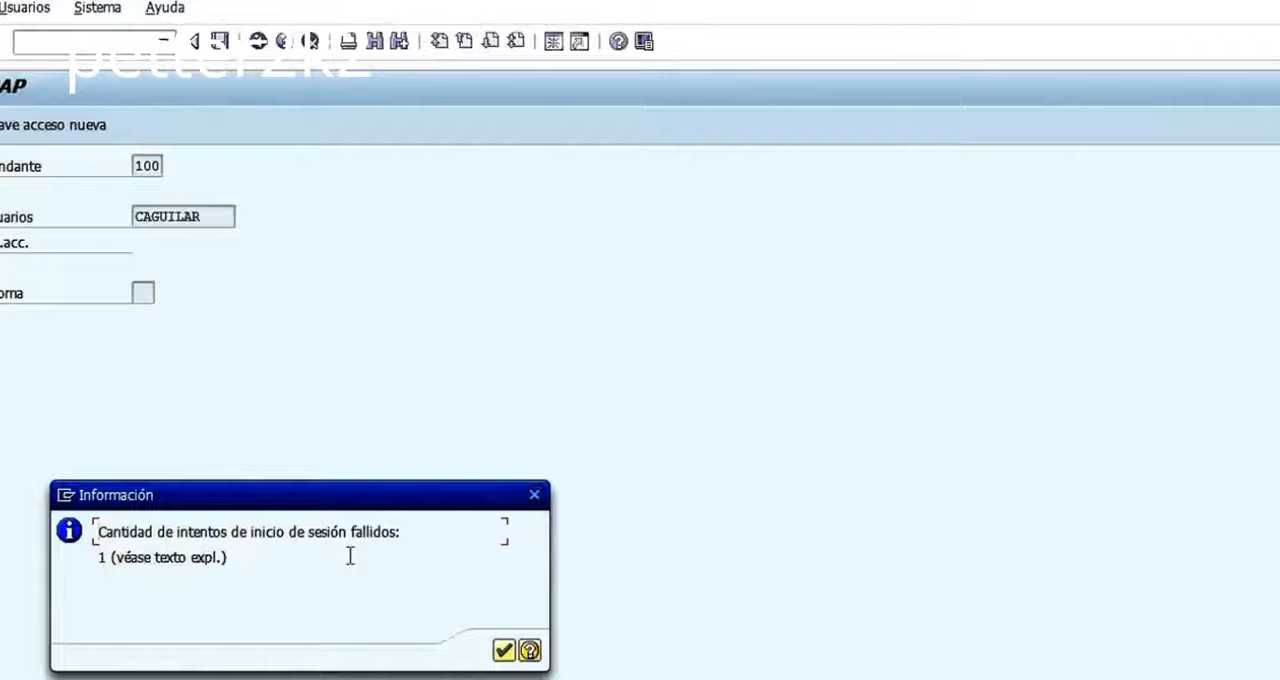 Usuarios Sistema Ayuda
AP
ave acceso nueva
ndante 100
uarios CAGUILAR
.acc.
oma
Información
Cantidad de intentos de inicio de sesión fallidos:
1 (véase texto expl.)